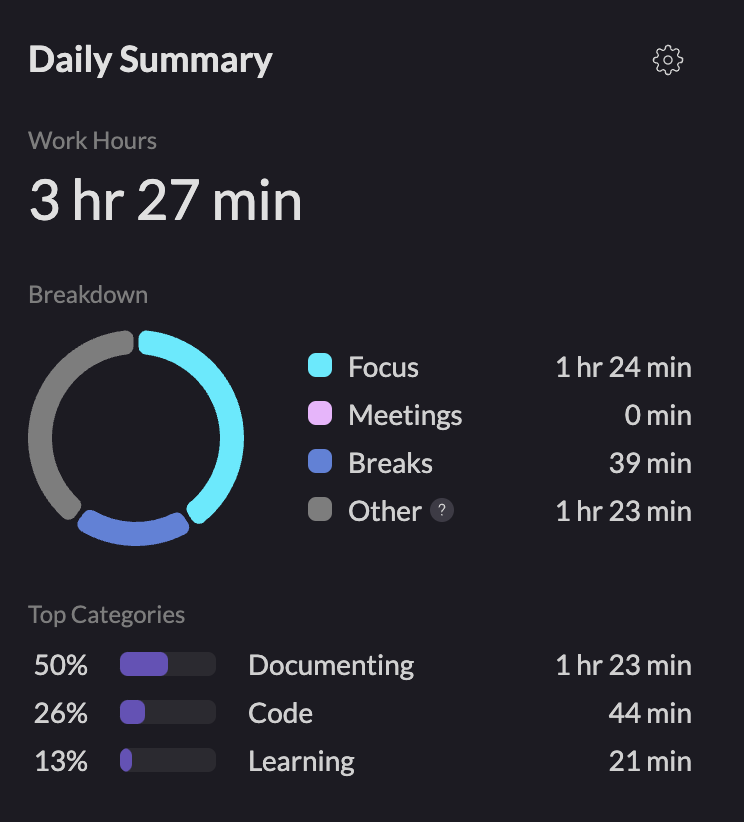 Daily Summary
Work Hours
3 hr 27 min
Breakdown
Focus 1 hr 24 min
Meetings 0 min
Breaks 39 min
Other ? 1 hr 23 min
Top Categories
50% Documenting 1 hr 23 min
26% Code 44 min
13% Learning 21 min